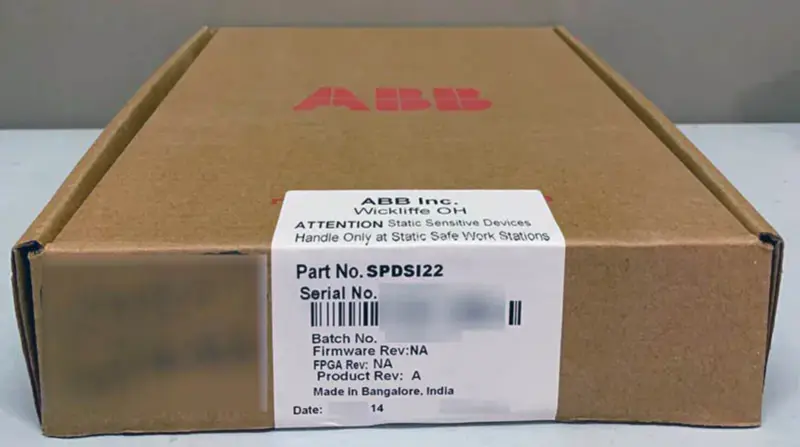 ABB
ABB Inc.
Wickliffe OH
ATTENTION Static Sensitive Devices
Handle Only at Static Safe Work Stations
Part No. SPDSI22
Serial No.
Batch No.
Firmware Rev:NA
FPGA Rev: NA
Product Rev: A
Made in Bangalore, India
Date: 14